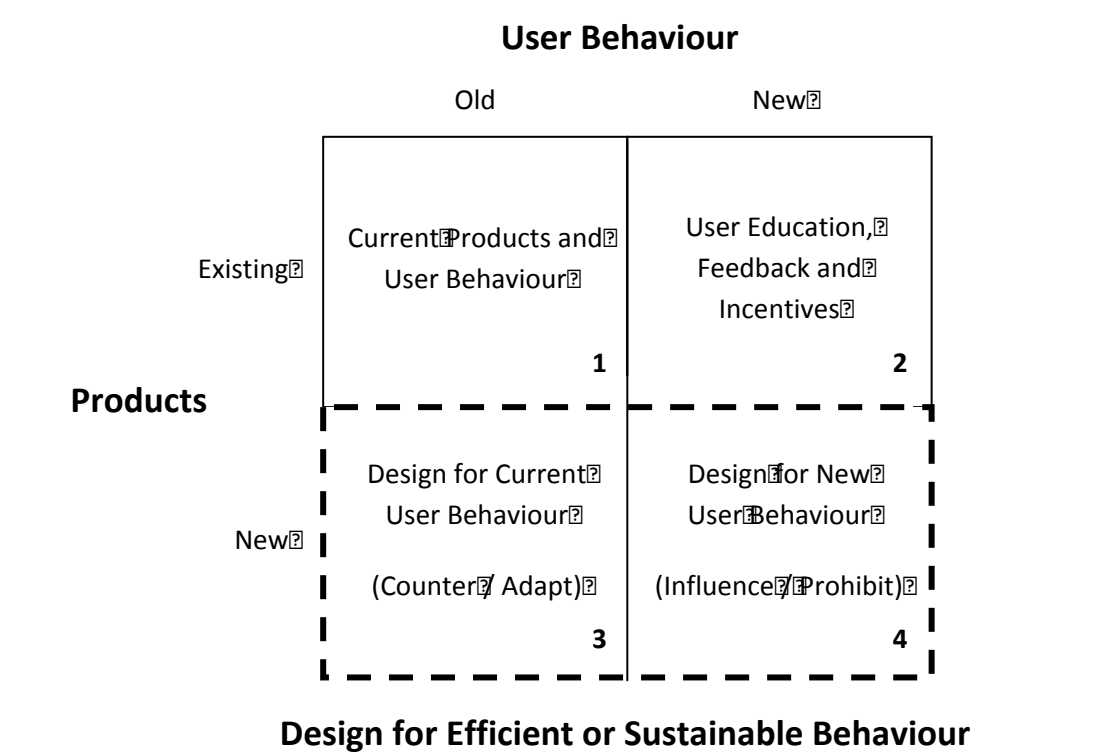 User Behaviour
Old
New
Current Products and
User Behaviour
1
User Education,
Feedback and
Incentives
2
Existing
Products
Design for Current
User Behaviour
(Counter / Adapt)
3
Design for New
User Behaviour
(Influence / Prohibit)
4
New
Design for Efficient or Sustainable Behaviour